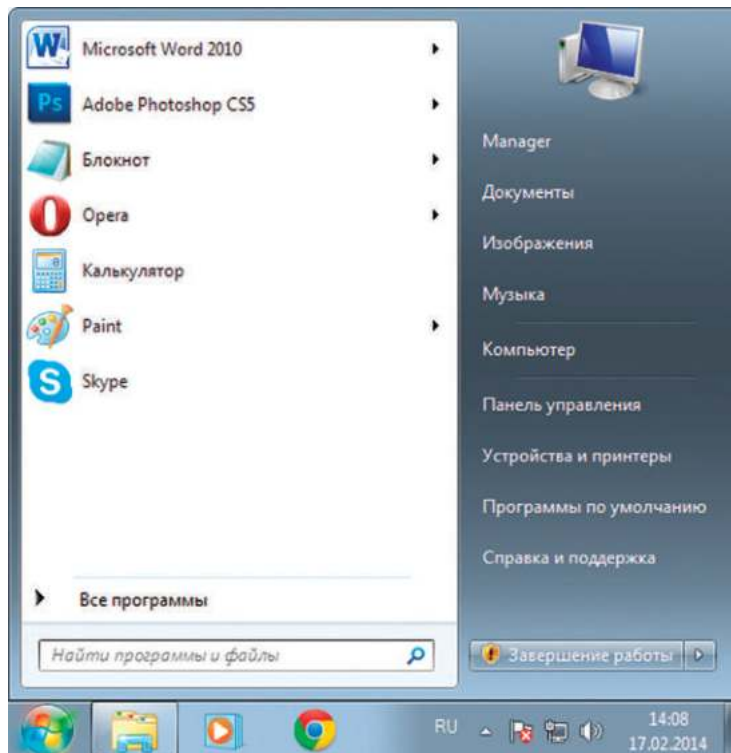 Microsoft Word 2010
Ps
Adobe Photoshop CS5
Блокнот
Opera
Калькулятор
Paint
Skype
Все программы
Найти программы и файлы
Manager
Документы
Изображения
Музыка
Компьютер
Панель управления
Устройства и принтеры
Программы по умолчанию
Справка и поддержка
Завершение работы
RU
14:08
17.02.2014